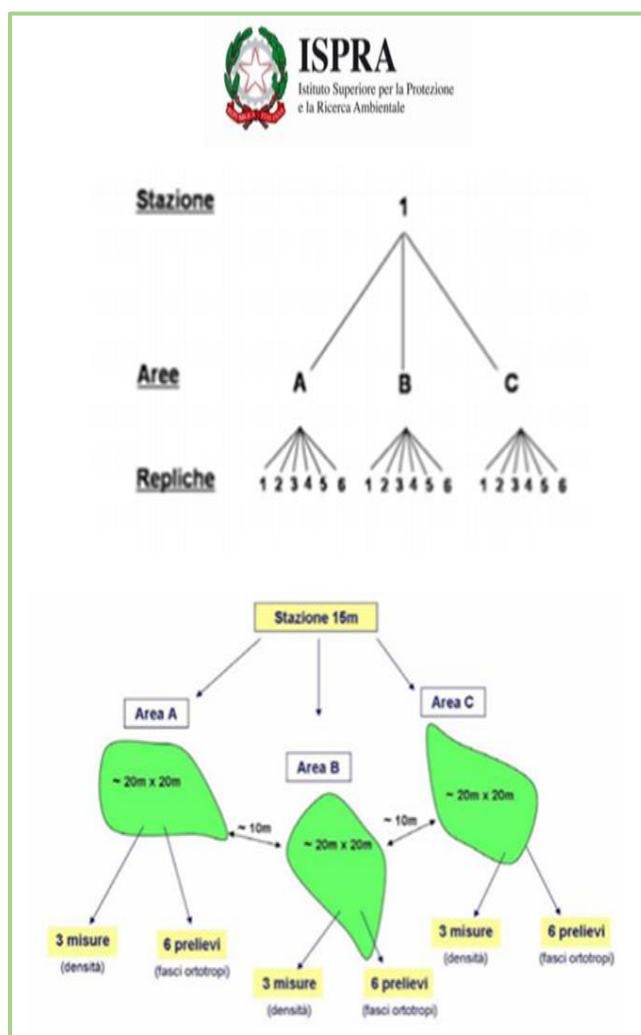 ISPRA
Istituto Superiore per la Protezione
e la Ricerca Ambientale
Stazione 1
Aree A B C
Repliche 1 2 3 4 5 6 1 2 3 4 5 6 1 2 3 4 5 6
Stazione 15m
Area A
Area B
Area C
~ 20m x 20m
~ 10m
~ 20m x 20m
~ 10m
~ 20m x 20m
3 misure
(densità)
6 prelievi
(fasci ortotropi)
3 misure
(densità)
6 prelievi
(fasci ortotropi)
3 misure
(densità)
6 prelievi
(fasci ortotropi)